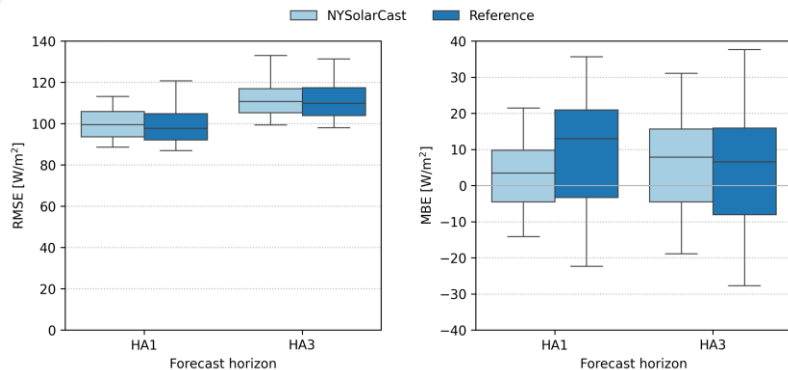 NYSolarCast Reference
RMSE [W/m²]
140
120
100
80
60
40
20
0
HA1 HA3
Forecast horizon
MBE [W/m²]
40
30
20
10
0
−10
−20
−30
−40
HA1 HA3
Forecast horizon